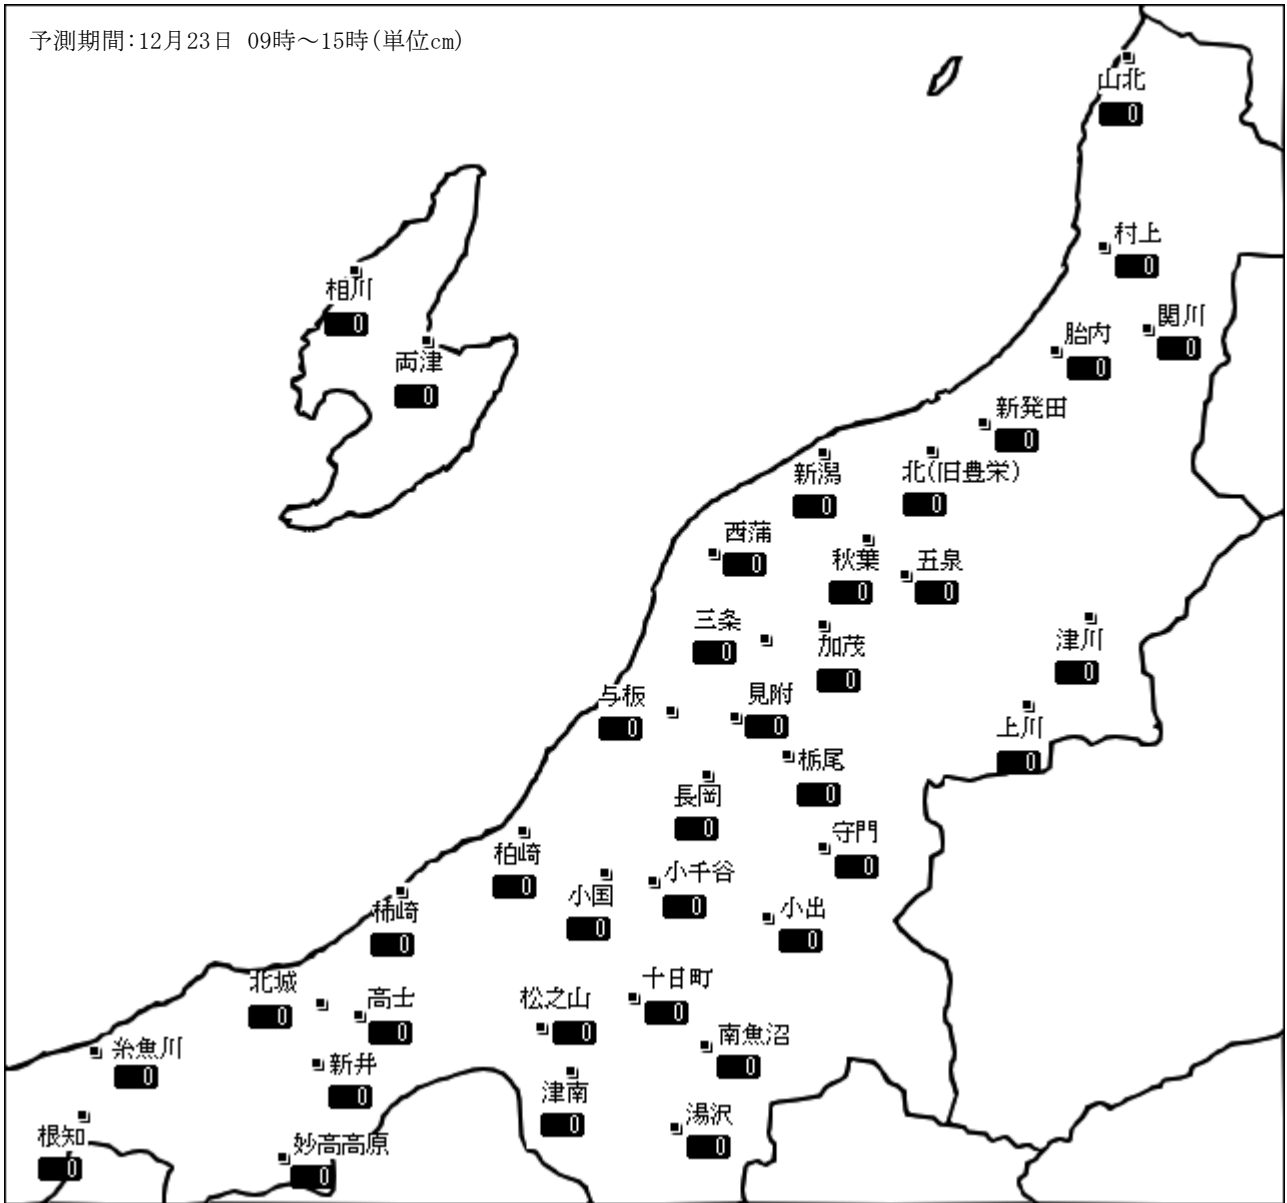 予測期間:12月23日 09時～15時(単位cm)
山北
0
村上
0
相川
0
関川
0
胎内
0
両津
0
新発田
0
新潟
0
北(旧豊栄)
0
西蒲
0
秋葉
0
五泉
0
三条
0
加茂
0
津川
0
与板
0
見附
0
上川
0
栃尾
0
長岡
0
守門
0
柏崎
0
小千谷
0
小国
0
小出
0
柿崎
0
北城
0
高士
0
松之山
0
十日町
0
南魚沼
0
糸魚川
0
新井
0
津南
0
湯沢
0
根知
0
妙高高原
0